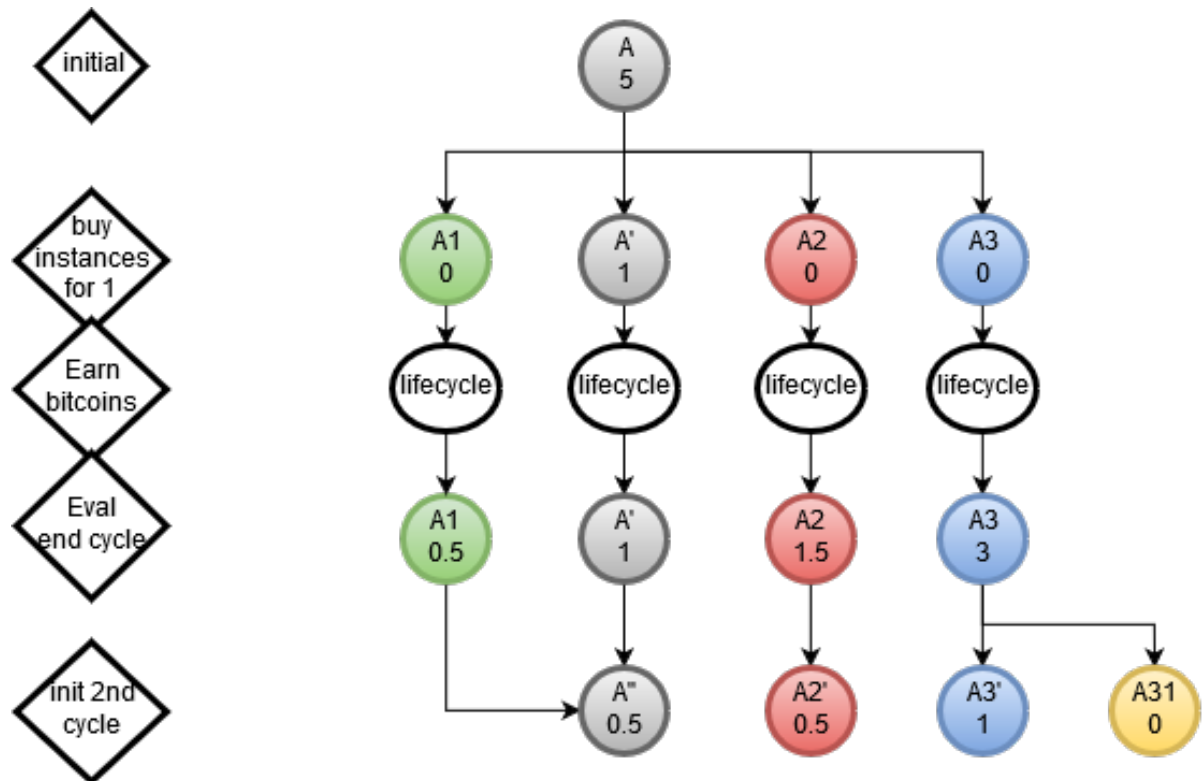 initial
A
5
buy
instances
for 1
A1
0
A'
1
A2
0
A3
0
Earn
bitcoins
lifecycle
lifecycle
lifecycle
lifecycle
Eval
end cycle
A1
0.5
A'
1
A2
1.5
A3
3
init 2nd
cycle
A'''
0.5
A2'
0.5
A3'
1
A31
0